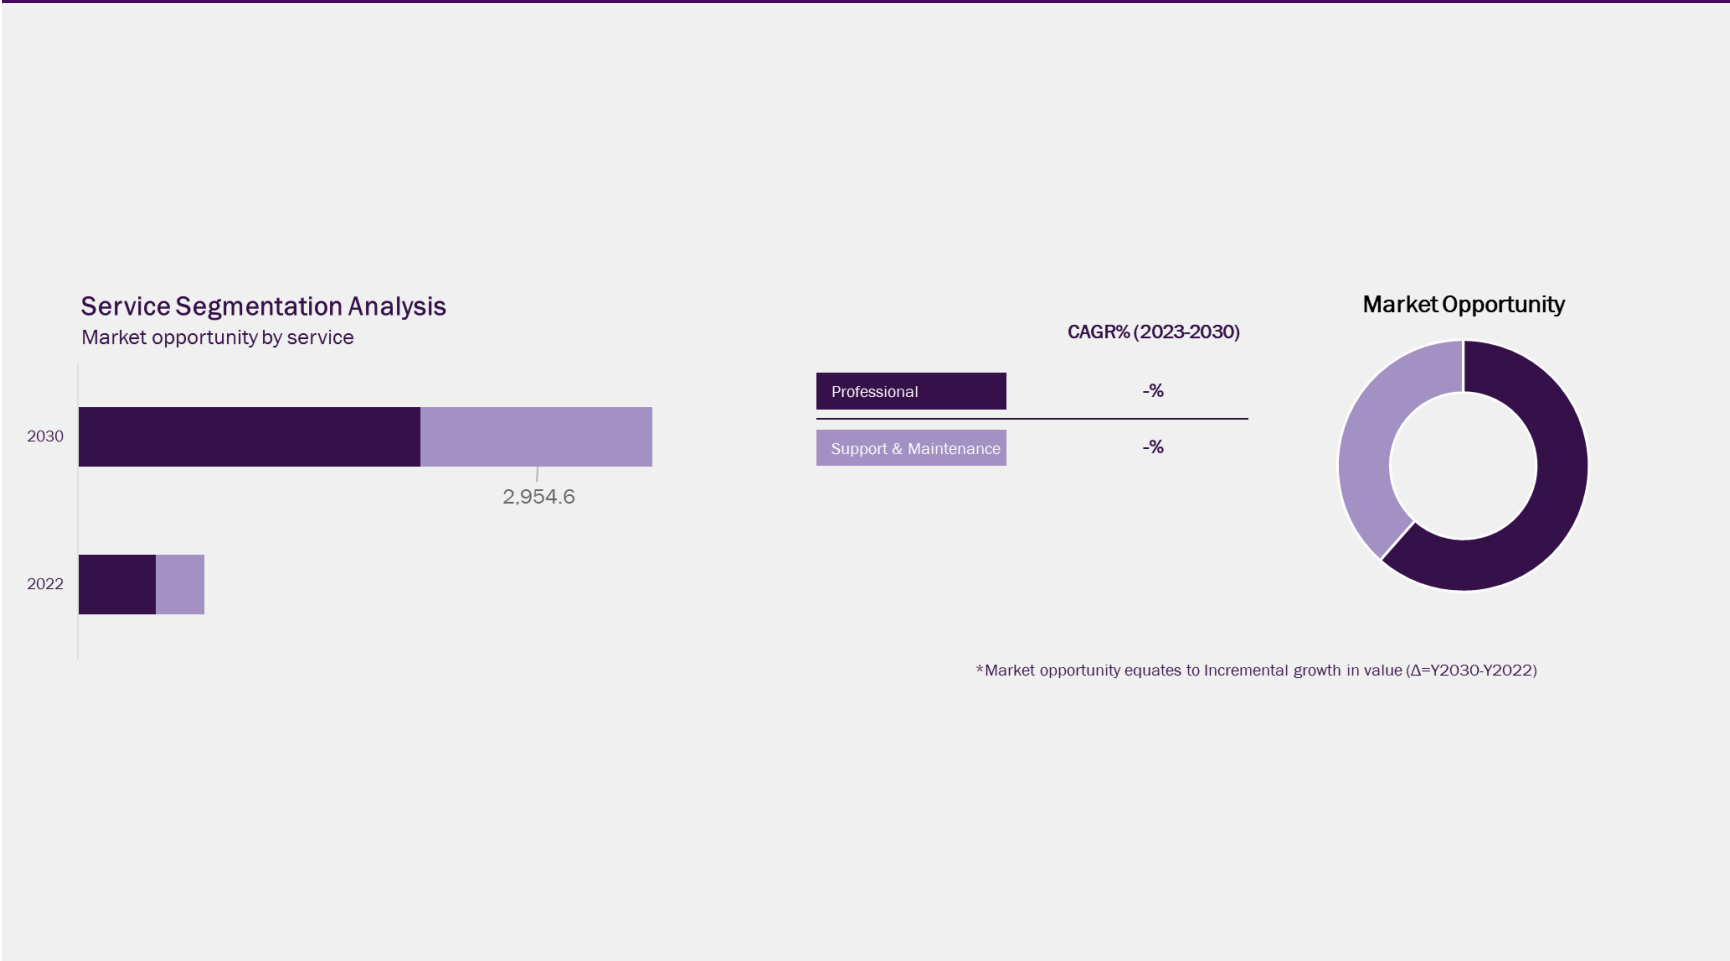 Service Segmentation Analysis
Market opportunity by service
2030
2,954.6
2022
CAGR% (2023-2030)
Professional -%
Support & Maintenance -%
Market Opportunity
*Market opportunity equates to Incremental growth in value (Δ=Y2030-Y2022)